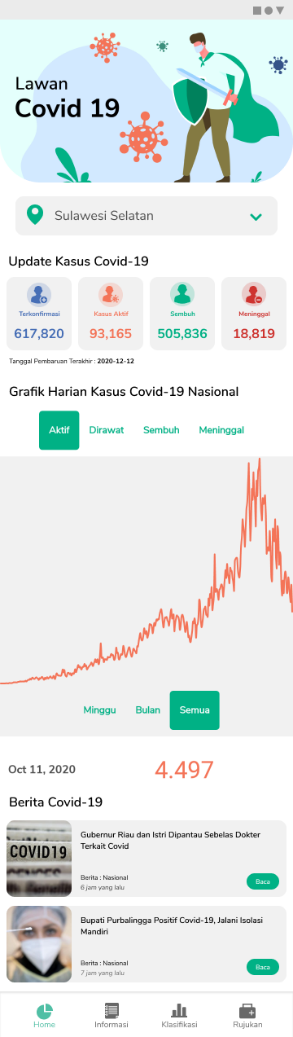 Lawan
Covid 19
Sulawesi Selatan
Update Kasus Covid-19
Terkonfirmasi
Kasus Aktif
Sembuh
Meninggal
617,820
93,165
505,836
18,819
Tanggal Pembaruan Terakhir : 2020-12-12
Grafik Harian Kasus Covid-19 Nasional
Aktif
Dirawat
Sembuh
Meninggal
Minggu
Bulan
Semua
Oct 11, 2020
4.497
Berita Covid-19
COVID19
Gubernur Riau dan Istri Dipantau Sebelas Dokter
Terkait Covid
Berita : Nasional
6 jam yang lalu
Baca
Bupati Purbalingga Positif Covid-19, Jalani Isolasi
Mandiri
Berita : Nasional
7 jam yang lalu
Baca
Home
Informasi
Klasifikasi
Rujukan